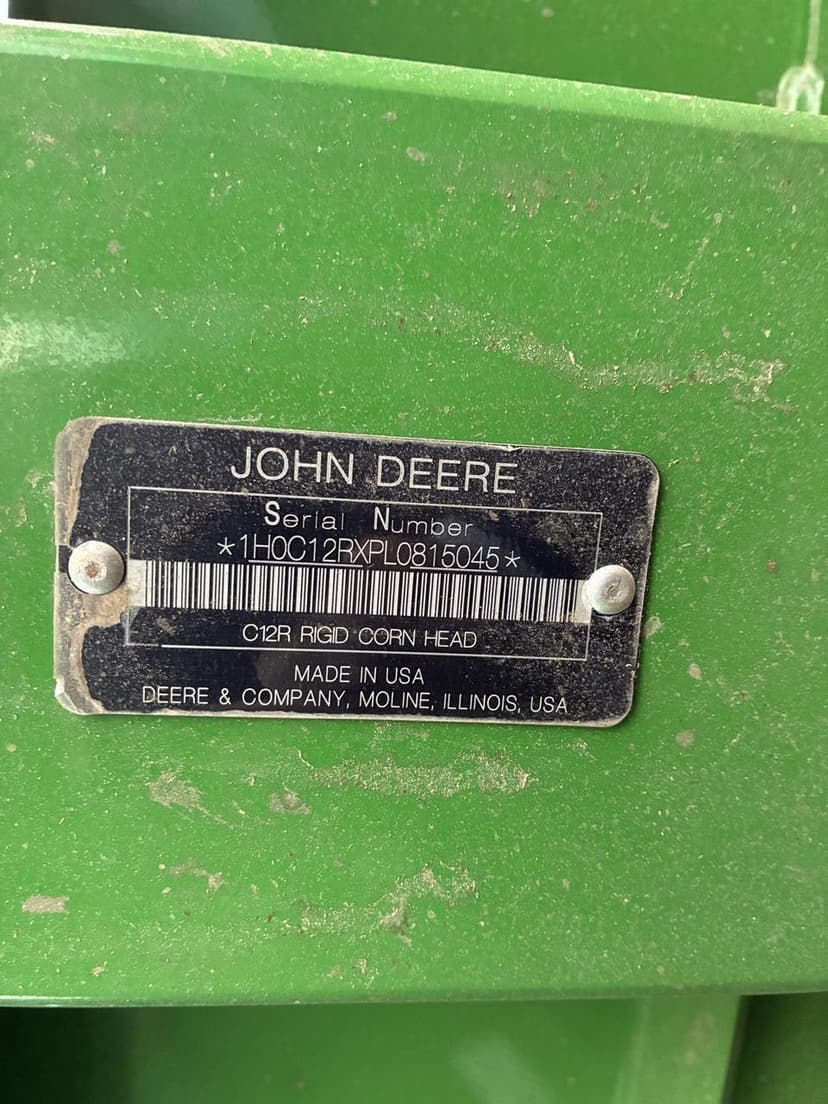 JOHN DEERE
Serial Number
*1H0C12RXPL0815045*
C12R RIGID CORN HEAD
MADE IN USA
DEERE & COMPANY, MOLINE, ILLINOIS, USA